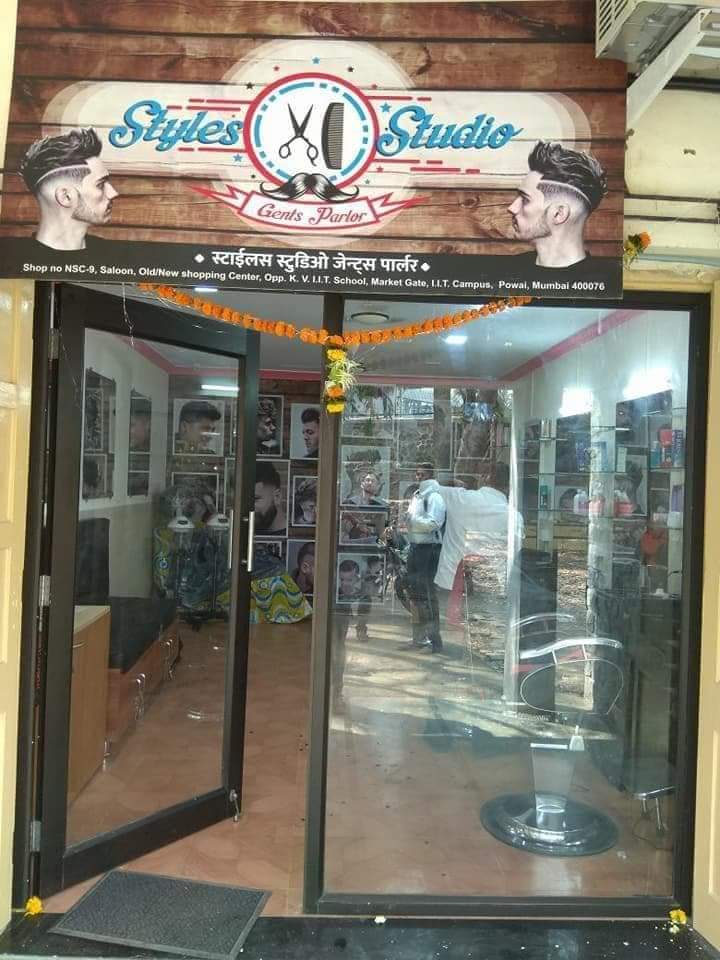 Styles Studio
Gents Parlor
स्टाईलस स्टुडिओ जेन्ट्स पार्लर
Shop no NSC-9, Saloon, Old/New shopping Center, Opp. K. V. I.I.T. School, Market Gate, I.I.T. Campus, Powai, Mumbai 400076